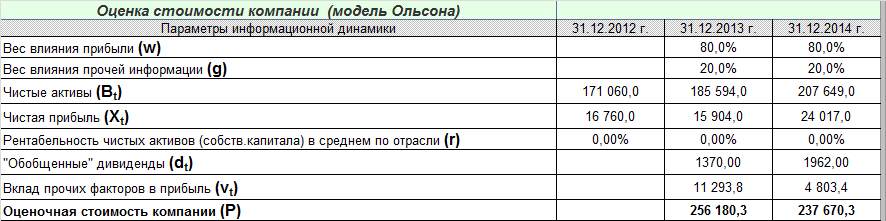 Оценка стоимости компании (модель Ольсона)
Параметры информационной динамики 31.12.2012 г. 31.12.2013 г. 31.12.2014 г.
Вес влияния прибыли (w) 80,0% 80,0%
Вес влияния прочей информации (g) 20,0% 20,0%
Чистые активы (Bt) 171 060,0 185 594,0 207 649,0
Чистая прибыль (Xt) 16 760,0 15 904,0 24 017,0
Рентабельность чистых активов (собств.капитала) в среднем по отрасли (r) 0,00% 0,00% 0,00%
"Обобщенные" дивиденды (dt) 1370,00 1962,00
Вклад прочих факторов в прибыль (vt) 11 293,8 4 803,4
Оценочная стоимость компании (P) 256 180,3 237 670,3